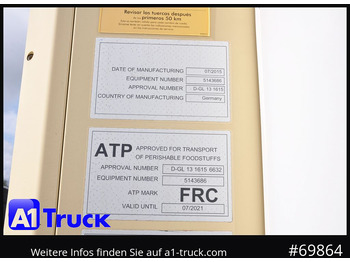 Revisar las tuercas después
de los
primeros 50 km
DATE OF MANUFACTURING 07/2015
EQUIPMENT NUMBER 5143686
APPROVAL NUMBER D-GL 13 1615
COUNTRY OF MANUFACTURING Germany
ATP APPROVED FOR TRANSPORT
OF PERISHABLE FOODSTUFFS
APPROVAL NUMBER D-GL 13 1615 6632
EQUIPMENT NUMBER 5143686
ATP MARK FRC
VALID UNTIL 07/2021
A1 Truck
Weitere Infos finden Sie auf a1-truck.com
#69864